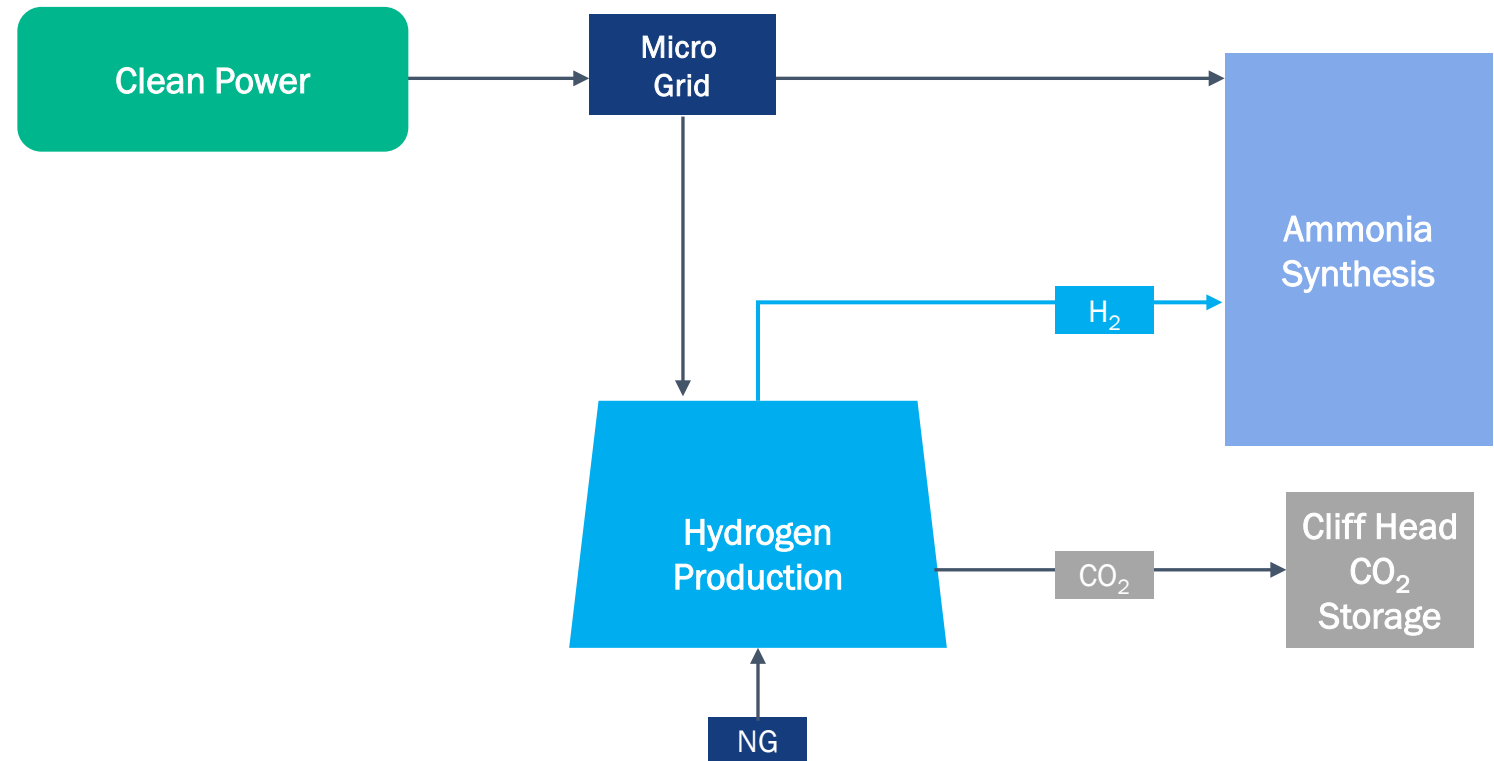 Clean Power
Micro
Grid
Ammonia
Synthesis
H₂
Hydrogen
Production
CO₂
Cliff Head
CO₂
Storage
NG